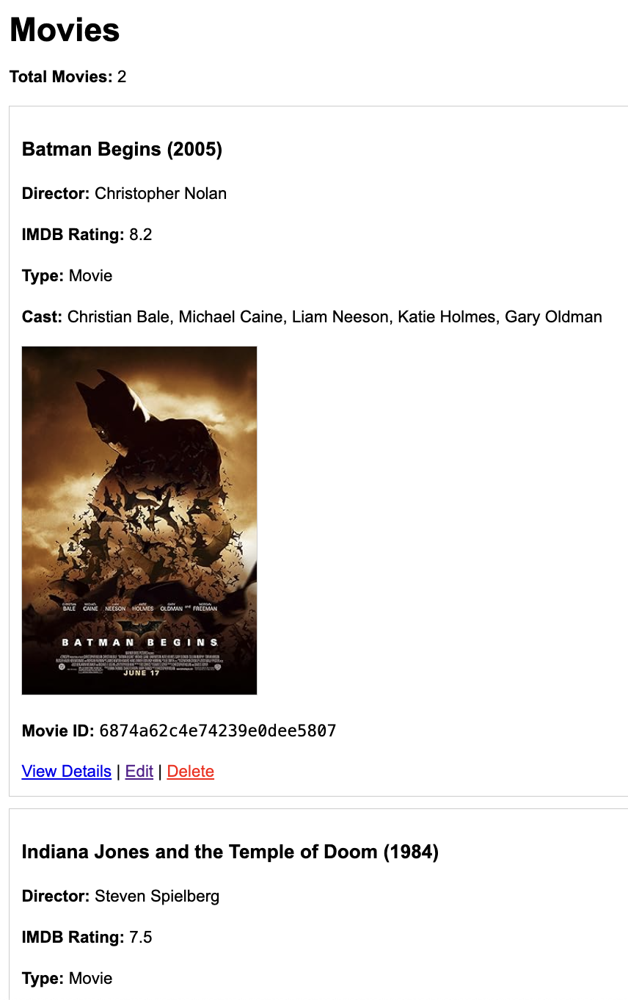 Movies
Total Movies: 2
Batman Begins (2005)
Director: Christopher Nolan
IMDB Rating: 8.2
Type: Movie
Cast: Christian Bale, Michael Caine, Liam Neeson, Katie Holmes, Gary Oldman
CHRISTIAN BALE MICHAEL CAINE LIAM NEESON KATIE HOLMES GARY OLDMAN and MORGAN FREEMAN
BATMAN BEGINS
JUNE 17
Movie ID: 6874a62c4e74239e0dee5807
View Details | Edit | Delete
Indiana Jones and the Temple of Doom (1984)
Director: Steven Spielberg
IMDB Rating: 7.5
Type: Movie